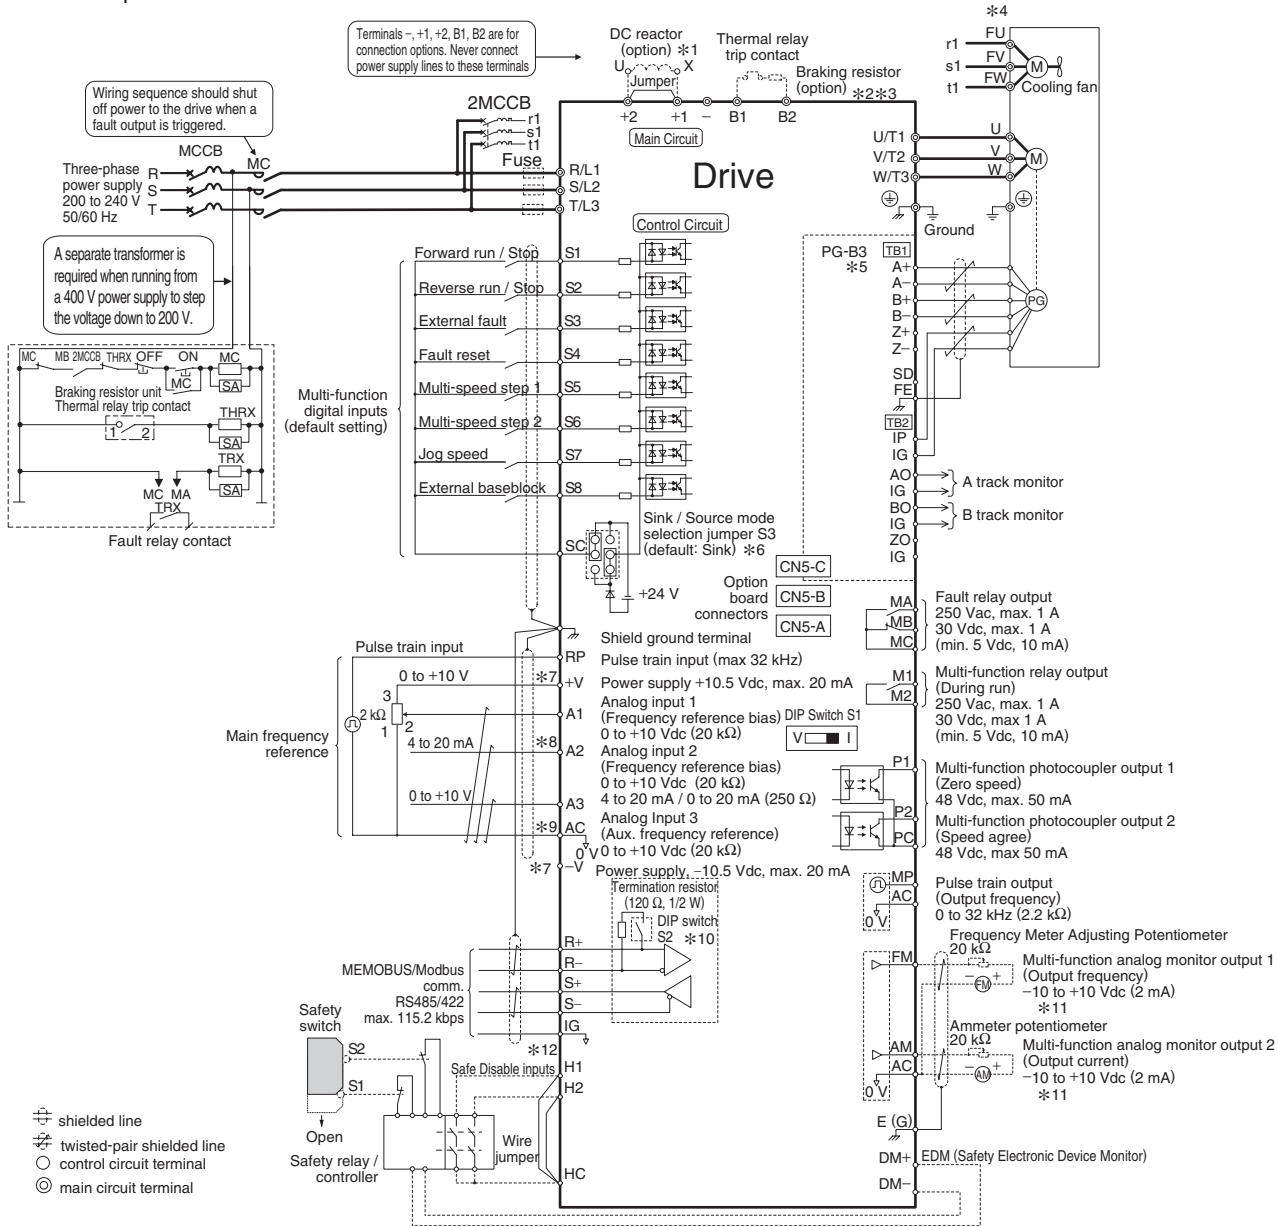 ✻4
Terminals –, +1, +2, B1, B2 are for
connection options. Never connect
power supply lines to these terminals
DC reactor
(option) ✻1
U X
Jumper
Thermal relay
trip contact
Braking resistor
(option) ✻2✻3
+2 +1 – B1 B2
Main Circuit
r1 FU
s1 FV
t1 FW
M
Cooling fan
Wiring sequence should shut
off power to the drive when a
fault output is triggered.
2MCCB
r1
s1
t1
MCCB
MC
Fuse
Three-phase
power supply
200 to 240 V
50/60 Hz
R
S
T
R/L1
S/L2
T/L3
Drive
U/T1 U
V/T2 V
W/T3 W
M
Ground
A separate transformer is
required when running from
a 400 V power supply to step
the voltage down to 200 V.
Control Circuit
Forward run / Stop S1
Reverse run / Stop S2
External fault S3
Fault reset S4
Multi-speed step 1 S5
Multi-speed step 2 S6
Jog speed S7
External baseblock S8
SC
Multi-function
digital inputs
(default setting)
MC MB 2MCCB THRX OFF ON MC
MC
SA
Braking resistor unit
Thermal relay trip contact
1 2
THRX
SA
TRX
SA
MC MA
TRX
Fault relay contact
PG-B3
✻5
TB1
A+
A–
B+
B–
Z+
Z–
PG
SD
FE
TB2
IP
IG
AO
IG
A track monitor
BO
IG
B track monitor
ZO
IG
Sink / Source mode
selection jumper S3
(default: Sink) ✻6
+24 V
Option
board
connectors
CN5-C
CN5-B
CN5-A
MA
MB
MC
Fault relay output
250 Vac, max. 1 A
30 Vdc, max. 1 A
(min. 5 Vdc, 10 mA)
M1
M2
Multi-function relay output
(During run)
250 Vac, max. 1 A
30 Vdc, max 1 A
(min. 5 Vdc, 10 mA)
Shield ground terminal
Pulse train input
RP
Pulse train input (max 32 kHz)
0 to +10 V
✻7
+V
Power supply +10.5 Vdc, max. 20 mA
3
2 kΩ
1
2
A1
Analog input 1
(Frequency reference bias)
0 to +10 Vdc (20 kΩ)
DIP Switch S1
V I
Main frequency
reference
4 to 20 mA
✻8
A2
Analog input 2
(Frequency reference bias)
0 to +10 Vdc (20 kΩ)
4 to 20 mA / 0 to 20 mA (250 Ω)
0 to +10 V
A3
Analog Input 3
(Aux. frequency reference)
0 to +10 Vdc (20 kΩ)
✻9
AC
0 V
✻7
–V
Power supply, –10.5 Vdc, max. 20 mA
P1
P2
PC
Multi-function photocoupler output 1
(Zero speed)
48 Vdc, max. 50 mA
Multi-function photocoupler output 2
(Speed agree)
48 Vdc, max 50 mA
MP
AC
0 V
Pulse train output
(Output frequency)
0 to 32 kHz (2.2 kΩ)
Termination resistor
(120 Ω, 1/2 W)
DIP switch
S2 ✻10
R+
R–
S+
S–
IG
MEMOBUS/Modbus
comm.
RS485/422
max. 115.2 kbps
Frequency Meter Adjusting Potentiometer
20 kΩ
FM
– +
FM
Multi-function analog monitor output 1
(Output frequency)
–10 to +10 Vdc (2 mA)
✻11
Ammeter potentiometer
20 kΩ
AM
AC
– +
AM
0 V
Multi-function analog monitor output 2
(Output current)
–10 to +10 Vdc (2 mA)
✻11
E (G)
Safety
switch
S2
S1
Open
✻12
Safe Disable inputs
H1
H2
HC
Wire
jumper
Safety relay /
controller
DM+
DM–
EDM (Safety Electronic Device Monitor)
shielded line
twisted-pair shielded line
control circuit terminal
main circuit terminal